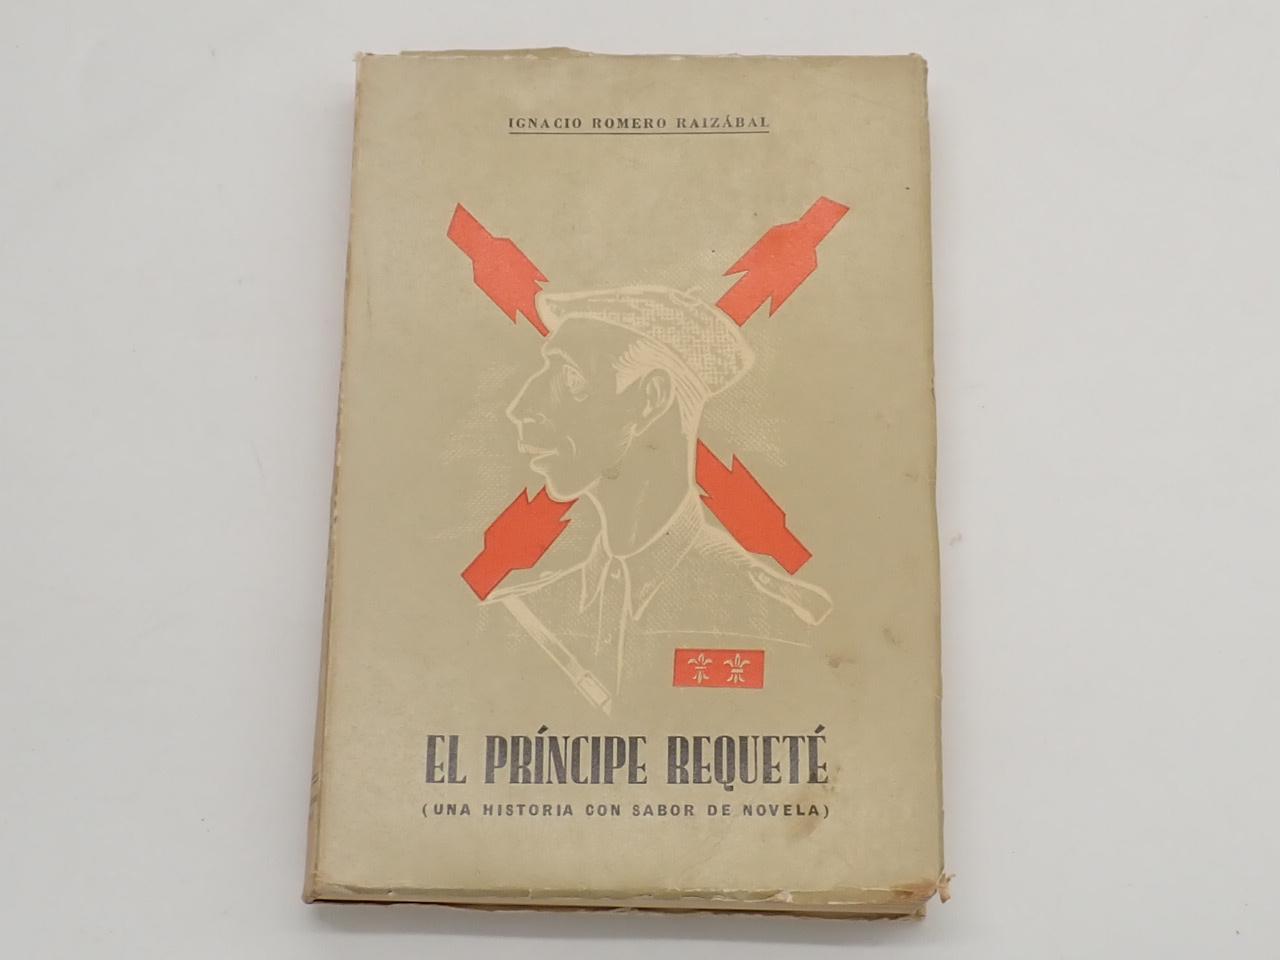 IGNACIO ROMERO RAIZÁBAL
EL PRÍNCIPE REQUETÉ
(UNA HISTORIA CON SABOR DE NOVELA)